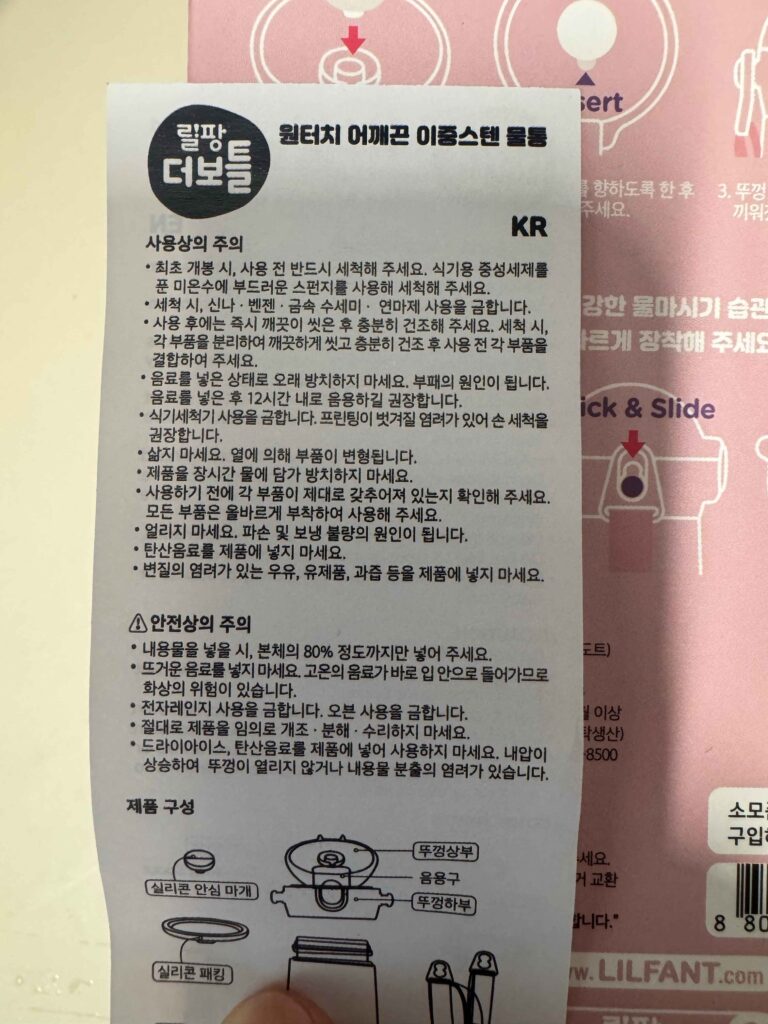 릴팡
더보틀
원터치 어깨끈 이중스텐 물통
KR
사용상의 주의
• 최초 개봉 시, 사용 전 반드시 세척해 주세요. 식기용 중성세제를
푼 미온수에 부드러운 스펀지를 사용해 세척해 주세요.
• 세척 시, 신나 · 벤젠 · 금속 수세미 · 연마제 사용을 금합니다.
• 사용 후에는 즉시 깨끗이 씻은 후 충분히 건조해 주세요. 세척 시,
각 부품을 분리하여 깨끗하게 씻고 충분히 건조 후 사용 전 각 부품을
결합하여 주세요.
• 음료를 넣은 상태로 오래 방치하지 마세요. 부패의 원인이 됩니다.
음료를 넣은 후 12시간 내로 음용하길 권장합니다.
• 식기세척기 사용을 금합니다. 프린팅이 벗겨질 염려가 있어 손 세척을
권장합니다.
• 삶지 마세요. 열에 의해 부품이 변형됩니다.
• 제품을 장시간 물에 담가 방치하지 마세요.
• 사용하기 전에 각 부품이 제대로 갖추어져 있는지 확인해 주세요.
모든 부품은 올바르게 부착하여 사용해 주세요.
• 얼리지 마세요. 파손 및 보냉 불량의 원인이 됩니다.
• 탄산음료를 제품에 넣지 마세요.
• 변질의 염려가 있는 우유, 유제품, 과즙 등을 제품에 넣지 마세요.
⚠안전상의 주의
• 내용물을 넣을 시, 본체의 80% 정도까지만 넣어 주세요.
• 뜨거운 음료를 넣지 마세요. 고온의 음료가 바로 입 안으로 들어가므로
화상의 위험이 있습니다.
• 전자레인지 사용을 금합니다. 오븐 사용을 금합니다.
• 절대로 제품을 임의로 개조 · 분해 · 수리하지 마세요.
• 드라이아이스, 탄산음료를 제품에 넣어 사용하지 마세요. 내압이
상승하여 뚜껑이 열리지 않거나 내용물 분출의 염려가 있습니다.
제품 구성
뚜껑상부
실리콘 안심 마개
음용구
뚜껑하부
실리콘 패킹
sert
향하도록 한 후
주세요.
3. 뚜껑
끼워
강한 물마시기 습관
르게 장착해 주세요
ick & Slide
도트)
이상
탁생산)
-8500
세요.
교환
합니다."
소모
구입
8 80
w. LILFANT.com
릴팡